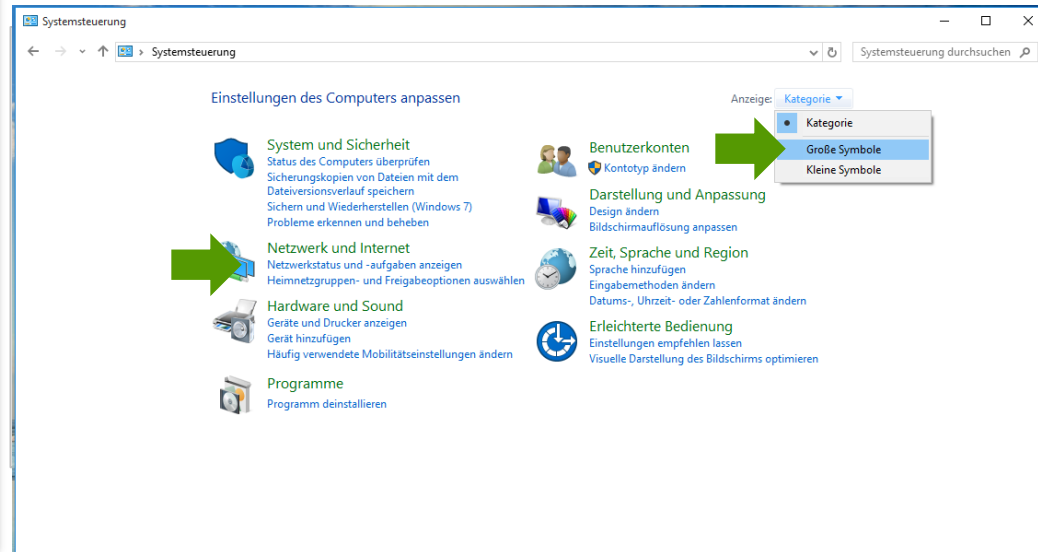 Systemsteuerung
Systemsteuerung
Systemsteuerung durchsuchen
Einstellungen des Computers anpassen
Anzeige: Kategorie
Kategorie
Große Symbole
Kleine Symbole
System und Sicherheit
Status des Computers überprüfen
Sicherungskopien von Dateien mit dem
Dateiversionsverlauf speichern
Sichern und Wiederherstellen (Windows 7)
Probleme erkennen und beheben
Netzwerk und Internet
Netzwerkstatus und -aufgaben anzeigen
Heimnetzgruppen- und Freigabeoptionen auswählen
Hardware und Sound
Geräte und Drucker anzeigen
Gerät hinzufügen
Häufig verwendete Mobilitätseinstellungen ändern
Programme
Programm deinstallieren
Benutzerkonten
Kontotyp ändern
Darstellung und Anpassung
Design ändern
Bildschirmauflösung anpassen
Zeit, Sprache und Region
Sprache hinzufügen
Eingabemethoden ändern
Datums-, Uhrzeit- oder Zahlenformat ändern
Erleichterte Bedienung
Einstellungen empfehlen lassen
Visuelle Darstellung des Bildschirms optimieren